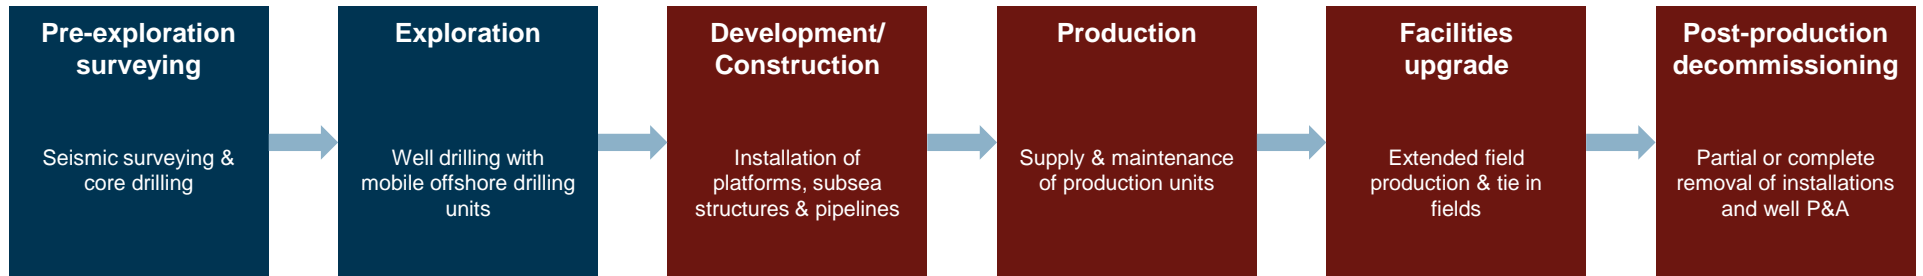 Pre-exploration
surveying
Seismic surveying &
core drilling
Exploration
Well drilling with
mobile offshore drilling
units
Development/
Construction
Installation of
platforms, subsea
structures & pipelines
Production
Supply & maintenance
of production units
Facilities
upgrade
Extended field
production & tie in
fields
Post-production
decommissioning
Partial or complete
removal of installations
and well P&A